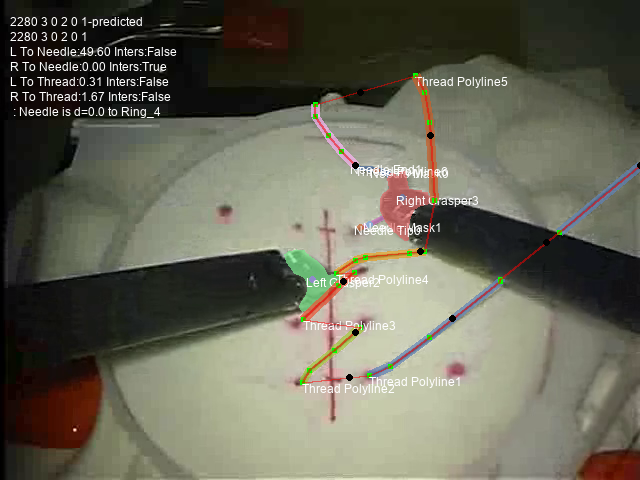 2280 3 0 2 0 1-predicted
2280 3 0 2 0 1
L To Needle:49.60 Inters:False
R To Needle:0.00 Inters:True
L To Thread:0.31 Inters:False
R To Thread:1.67 Inters:False
: Needle is d=0.0 to Ring_4
Thread Polyline5
Right Grasper3
Needle Tip0
Thread Polyline4
Thread Polyline3
Thread Polyline1
Thread Polyline2